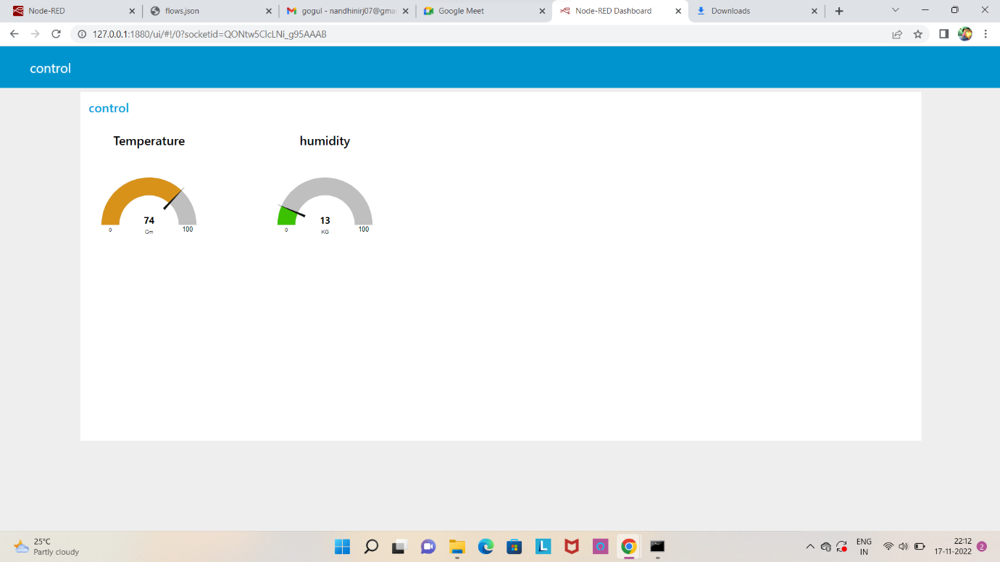 Node-RED
flows.json
gogul - nandhinirj07@gmai
Google Meet
Node-RED Dashboard
Downloads
127.0.0.1:1880/ui/#!/0?socketid=QONtw5ClcLNi_g95AAAB
control
control
Temperature
humidity
74
Cm
0
100
13
KG
0
100
25°C
Partly cloudy
ENG
IN
22:12
17-11-2022
2